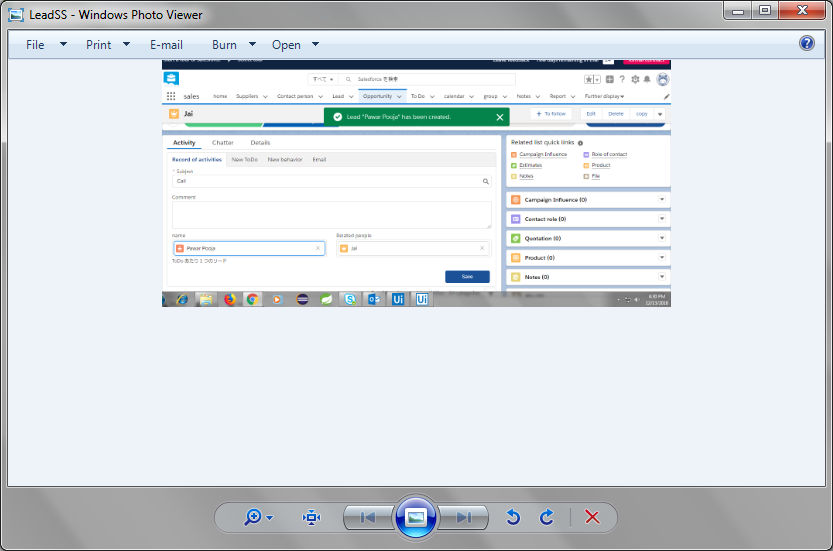 LeadSS - Windows Photo Viewer
File Print E-mail Burn Open
すべて Salesforce を検索
sales home Suppliers Contact person Lead Opportunity To Do calendar group Notes Report Further display
Jai
Lead "Pawar Pooja" has been created.
To follow Edit Delete copy
Activity Chatter Details
Record of activities New ToDo New behavior Email
* Subject
Call
Comment
name Related people
Pawar Pooja Jai
ToDo あたり 1 つのリード
Save
Related list quick links
Campaign Influence Role of contact
Estimates Product
Notes File
Campaign Influence (0)
Contact role (0)
Quotation (0)
Product (0)
Notes (0)
6:30 PM
12/13/2018